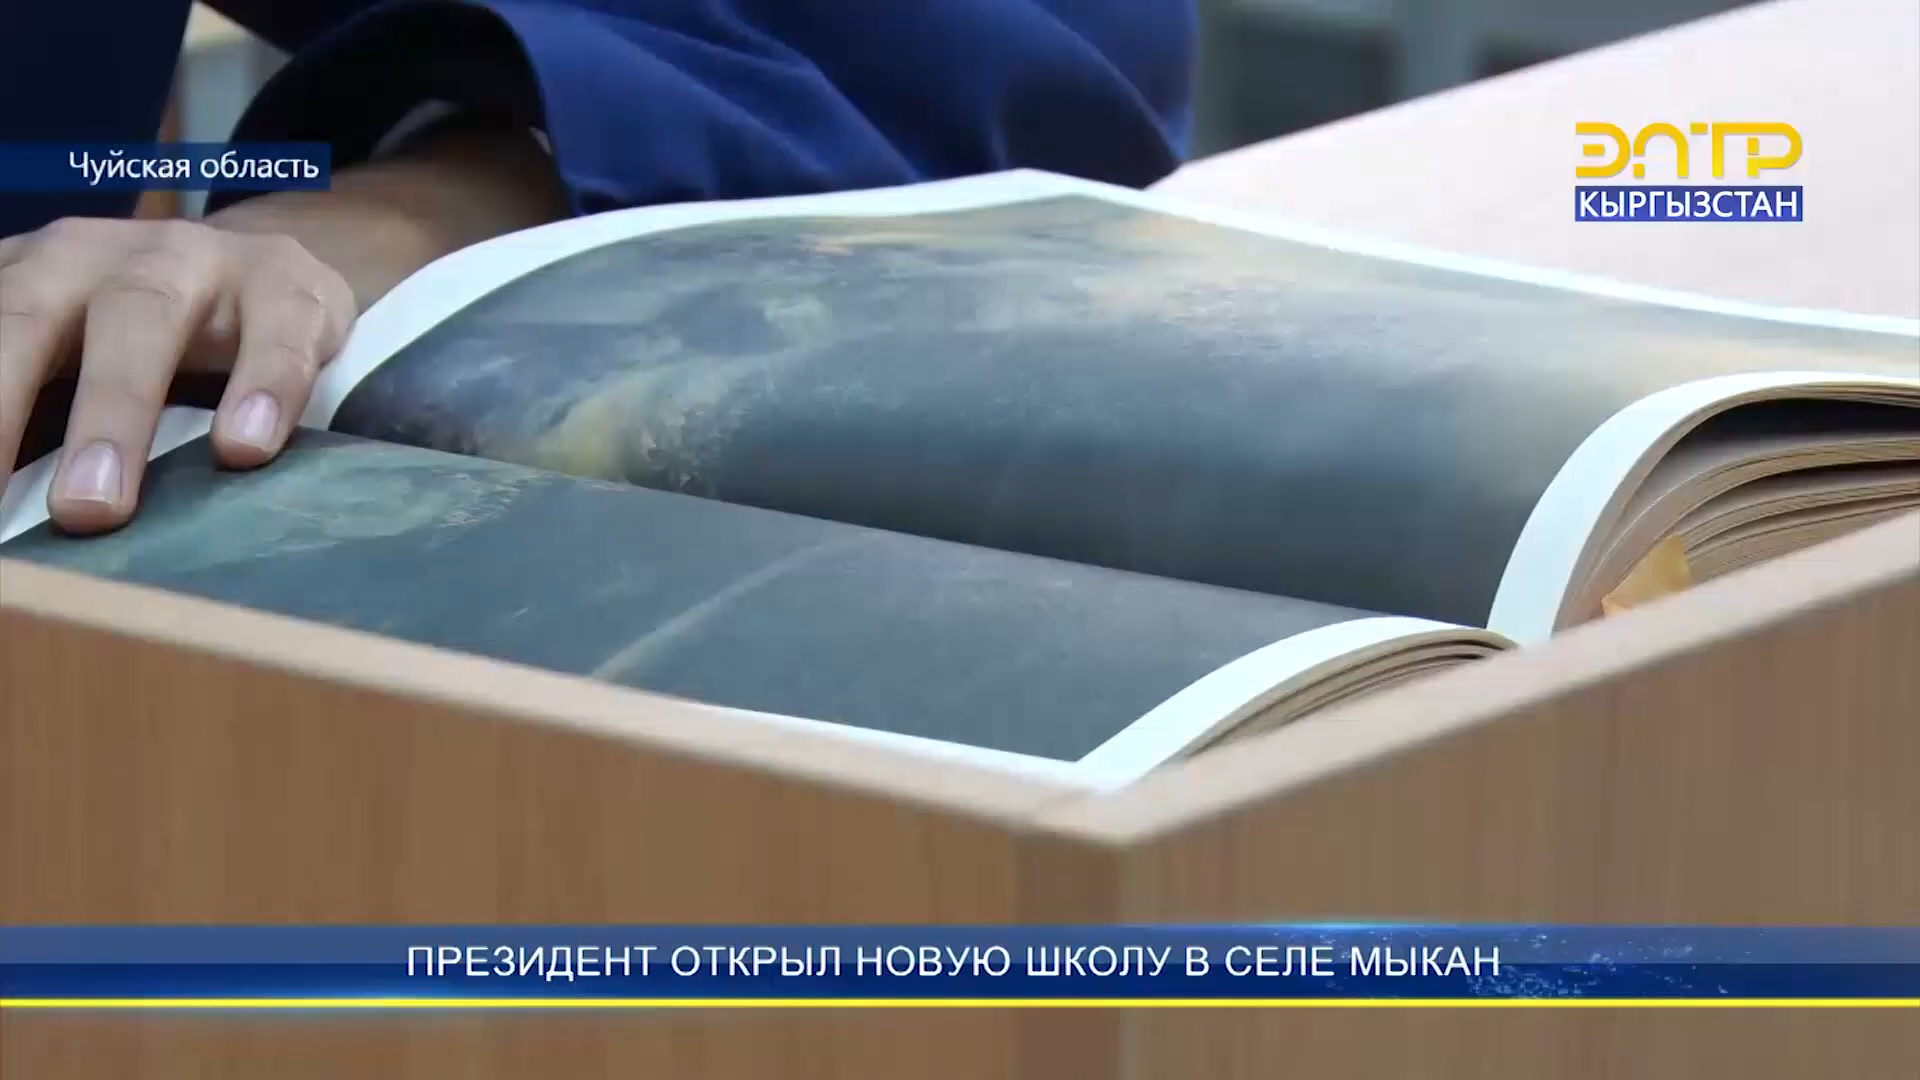 Чуйская область
ЭЛТР
КЫРГЫЗСТАН
ПРЕЗИДЕНТ ОТКРЫЛ НОВУЮ ШКОЛУ В СЕЛЕ МЫКАН